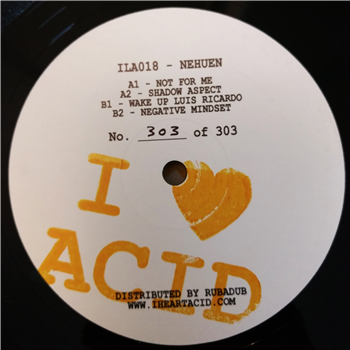 ILA018 - NEHUEN
A1 - NOT FOR ME
A2 - SHADOW ASPECT
B1 - WAKE UP LUIS RICARDO
B2 - NEGATIVE MINDSET
No. 303 of 303
I
ACID
DISTRIBUTED BY RUBADUB
WWW.IHEARTACID.COM